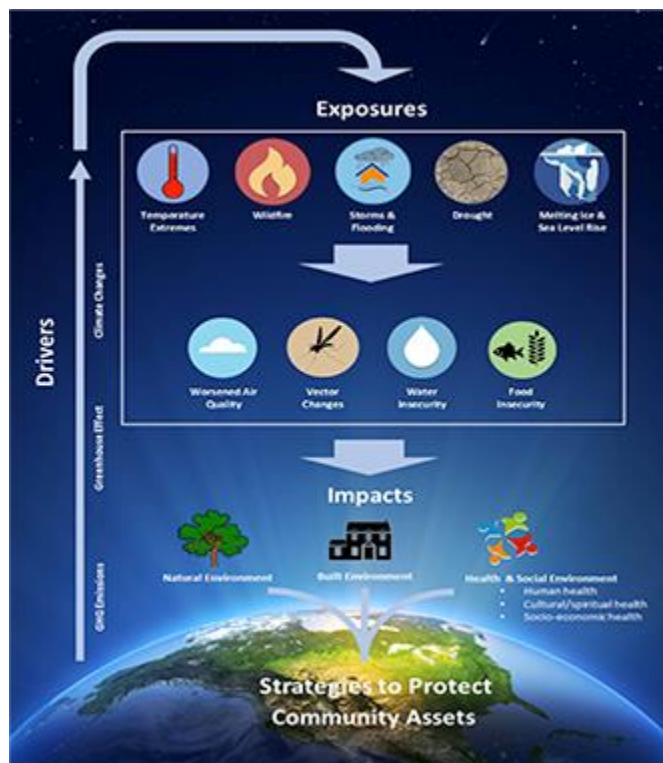 Exposures
Temperature
Extremes
Wildfire
Storms &
Flooding
Drought
Melting Ice &
Sea Level Rise
Worsened Air
Quality
Vector
Changes
Water
Insecurity
Food
Insecurity
Drivers
Climate Changes
Greenhouse Effect
GHG Emissions
Impacts
Natural Environment
Built Environment
Health & Social Environment
• Human health
• Cultural/spiritual health
• Socio-economic health
Strategies to Protect
Community Assets